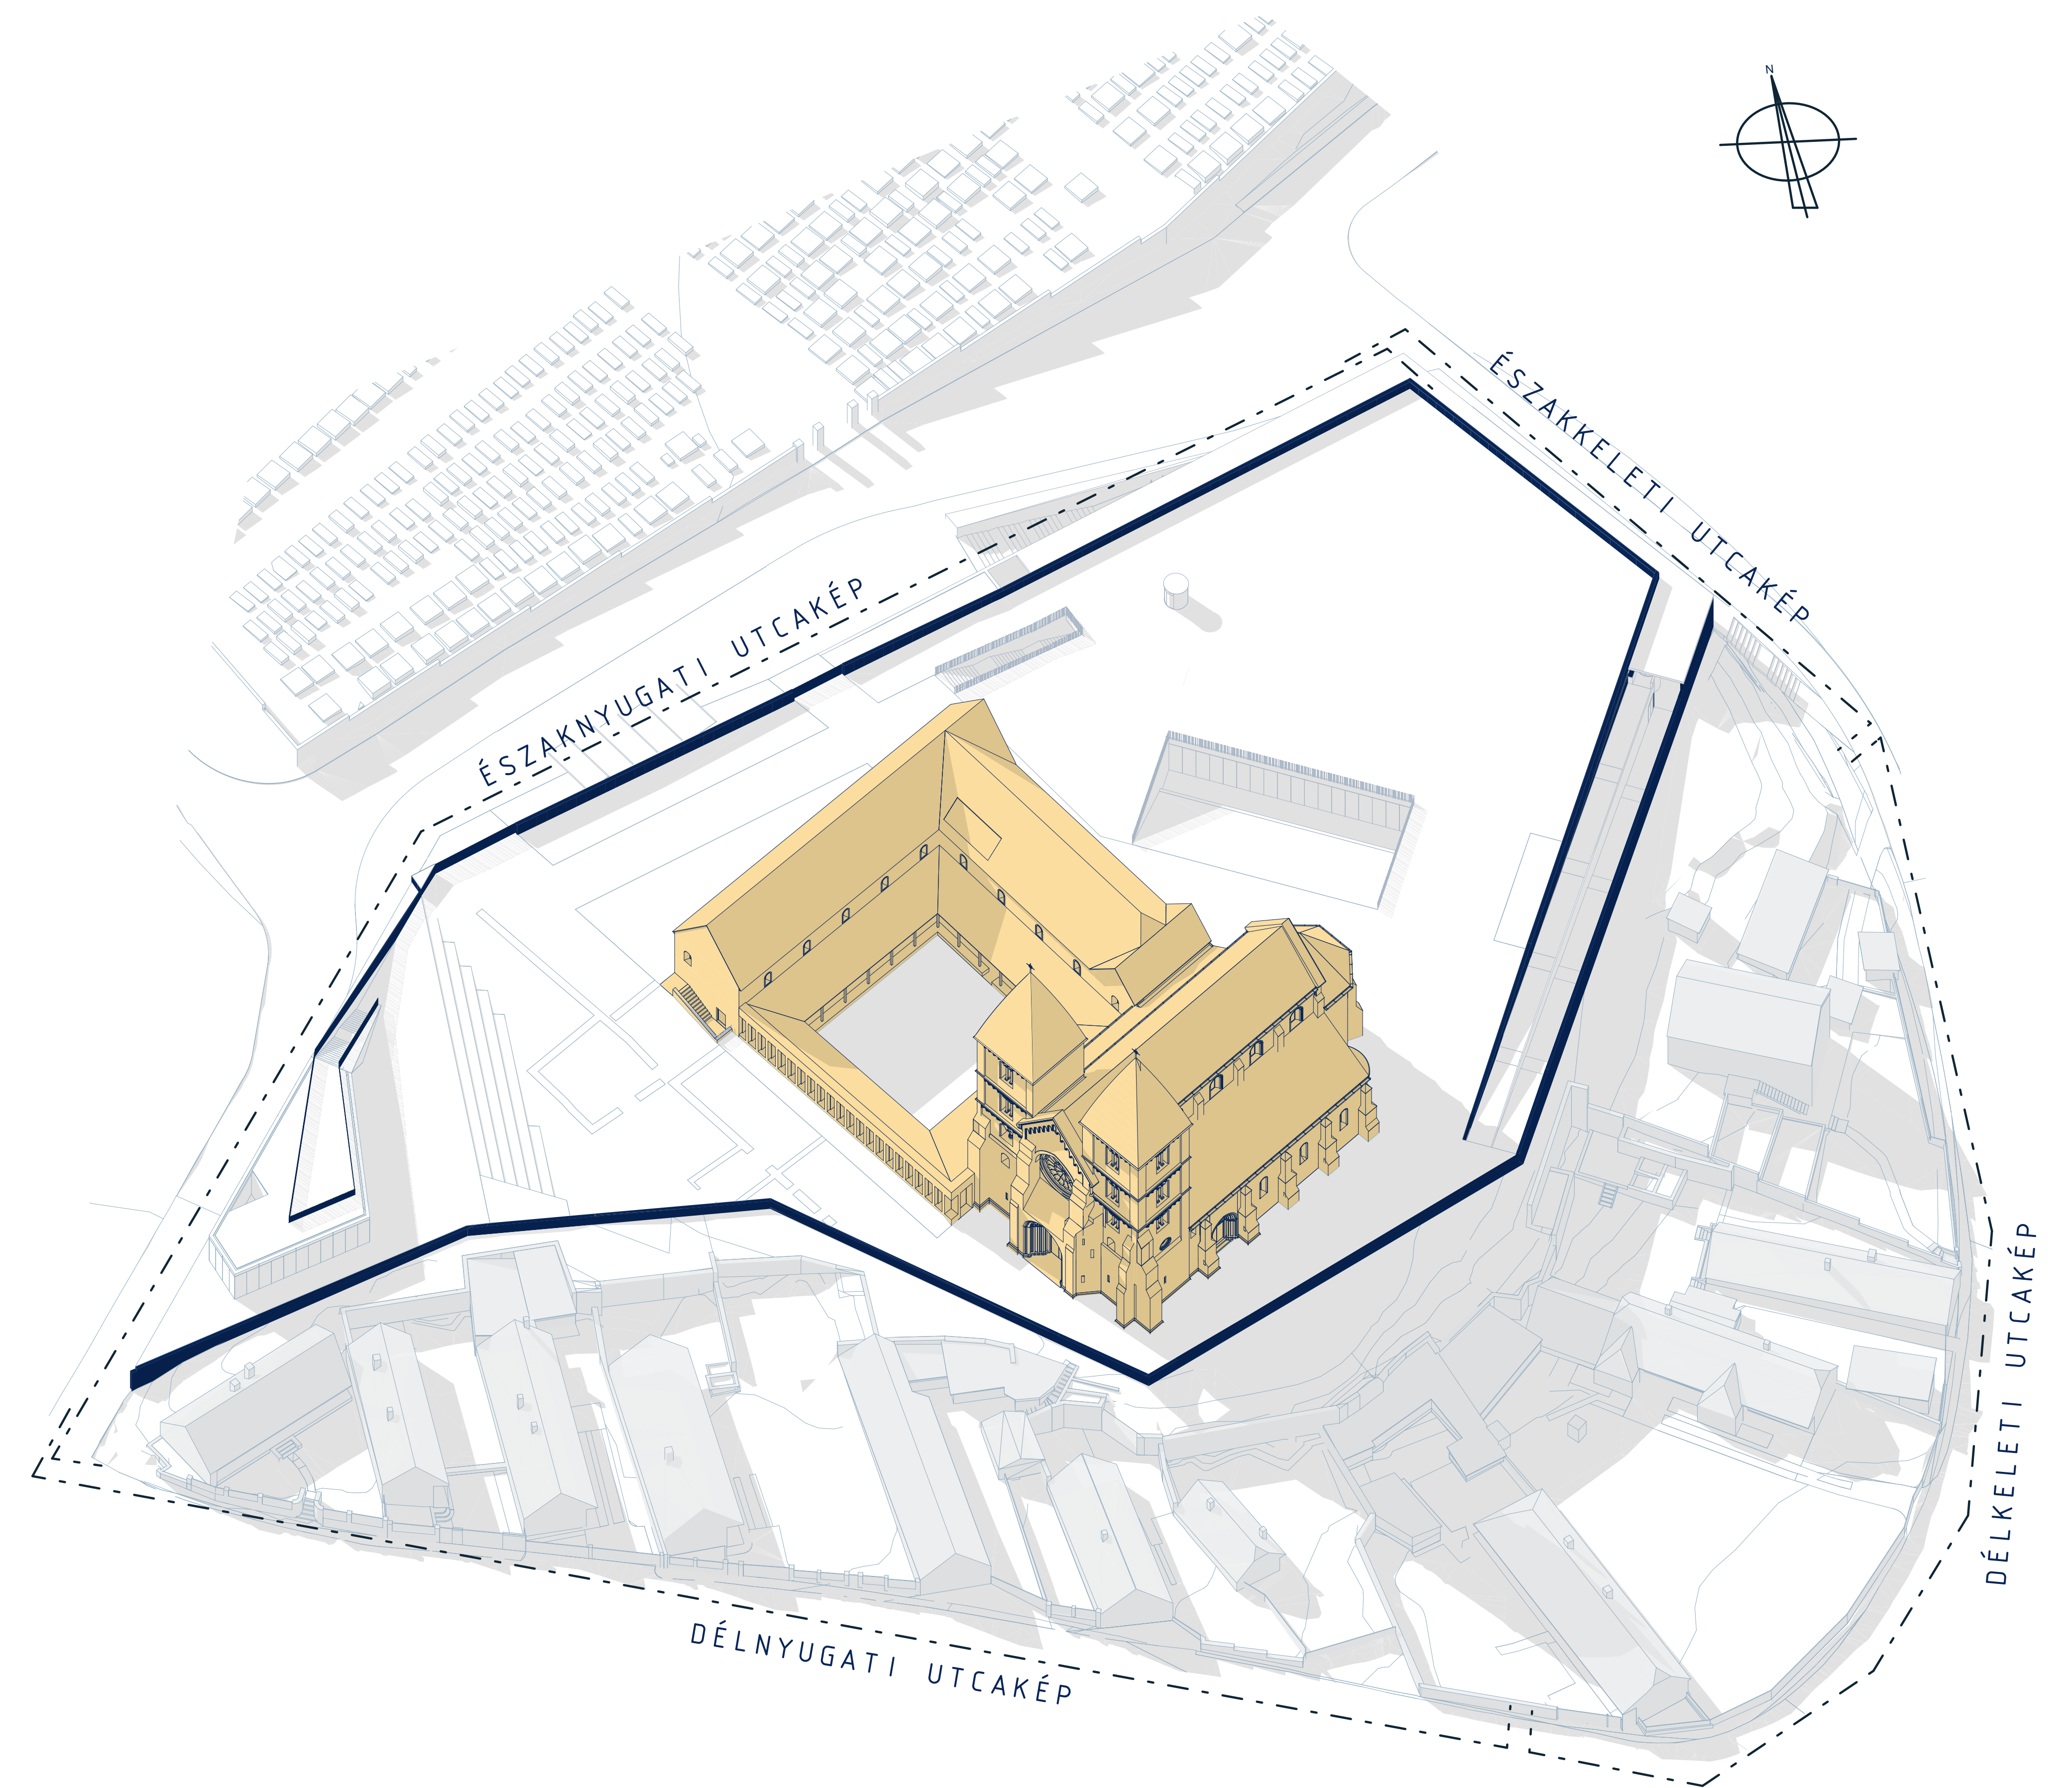 N
ÉSZAKKELETI UTCAKÉP
ÉSZAKNYUGATI UTCAKÉP
DÉLKELETI UTCAKÉP
DÉLNYUGATI UTCAKÉP